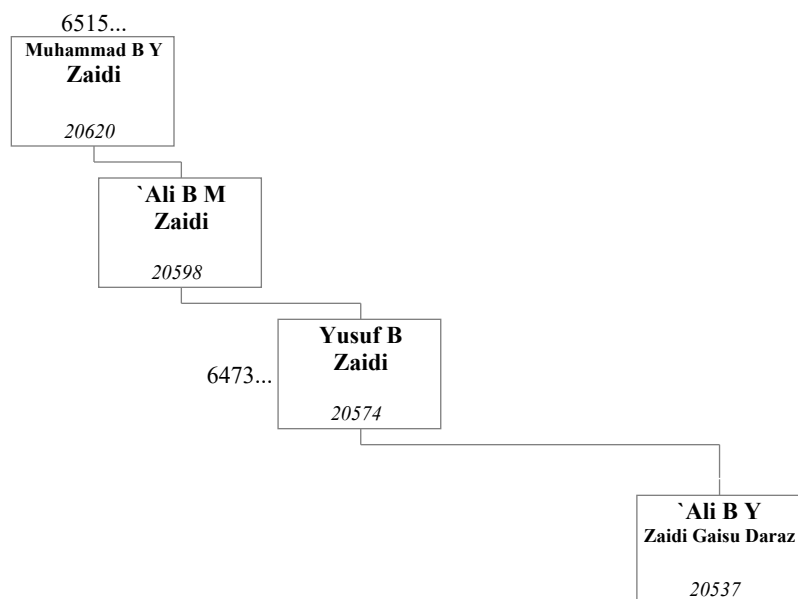 6515...
Muhammad B Y
Zaidi
20620
`Ali B M
Zaidi
20598
Yusuf B
Zaidi
6473...
20574
`Ali B Y
Zaidi Gaisu Daraz
20537